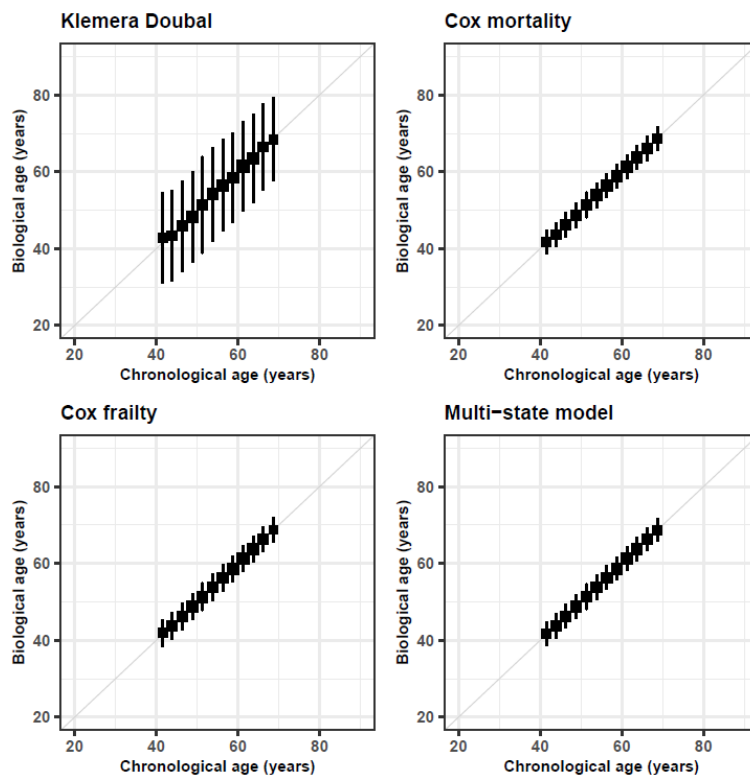 Klemera Doubal
Cox mortality
Biological age (years)
80
60
40
20
20 40 60 80
Chronological age (years)
Biological age (years)
80
60
40
20
20 40 60 80
Chronological age (years)
Cox frailty
Multi−state model
Biological age (years)
80
60
40
20
20 40 60 80
Chronological age (years)
Biological age (years)
80
60
40
20
20 40 60 80
Chronological age (years)